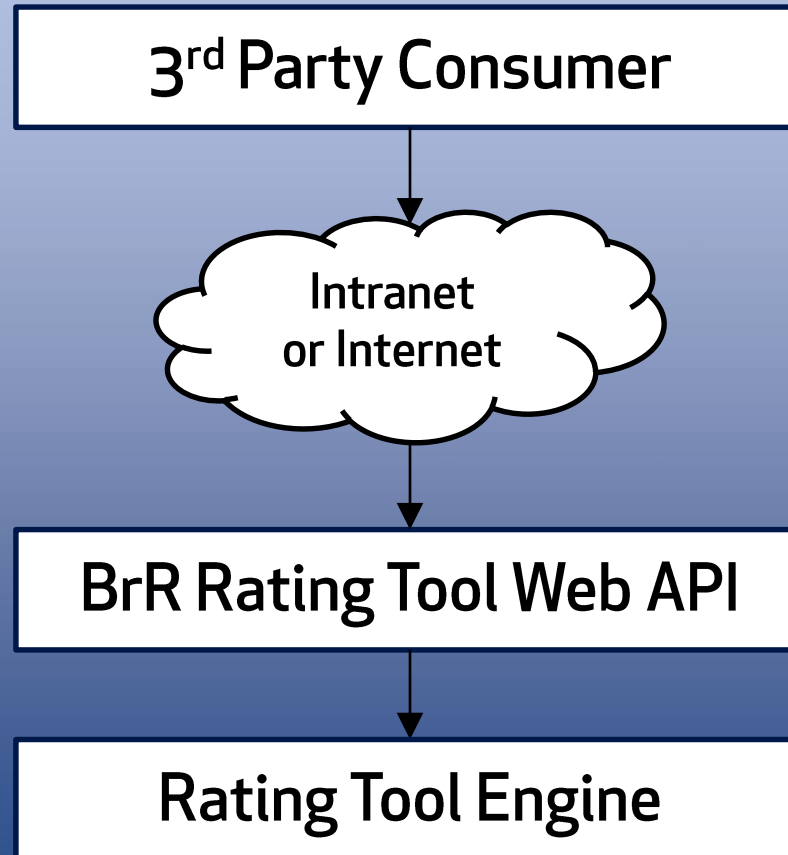 3rd Party Consumer
Intranet
or Internet
BrR Rating Tool Web API
Rating Tool Engine